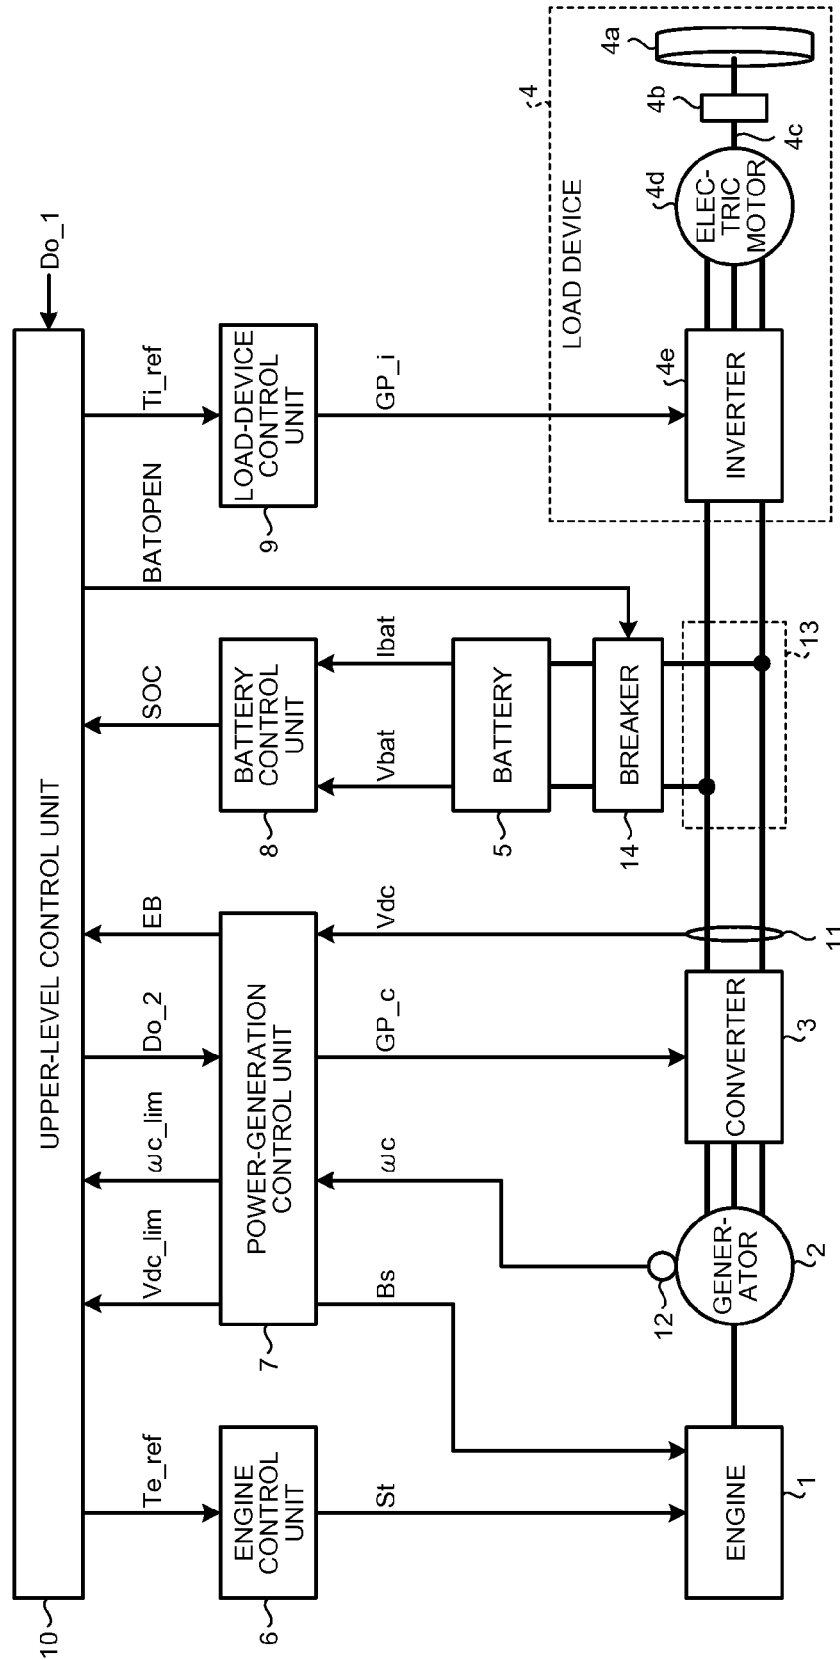 10
UPPER-LEVEL CONTROL UNIT
Do_1
Te_ref
Vdc_lim
ωc_lim
Do_2
EB
SOC
BATOPEN
Ti_ref
ENGINE
CONTROL
UNIT
6
POWER-GENERATION
CONTROL UNIT
7
BATTERY
CONTROL
UNIT
8
LOAD-DEVICE
CONTROL
UNIT
9
St
Bs
ωc
GP_c
Vdc
Vbat
Ibat
GP_i
BATTERY
5
BREAKER
14
LOAD DEVICE
4
ENGINE
1
12
GENER-
ATOR
2
CONVERTER
3
11
13
INVERTER
4e
ELEC-
TRIC
MOTOR
4d
4c
4b
4a